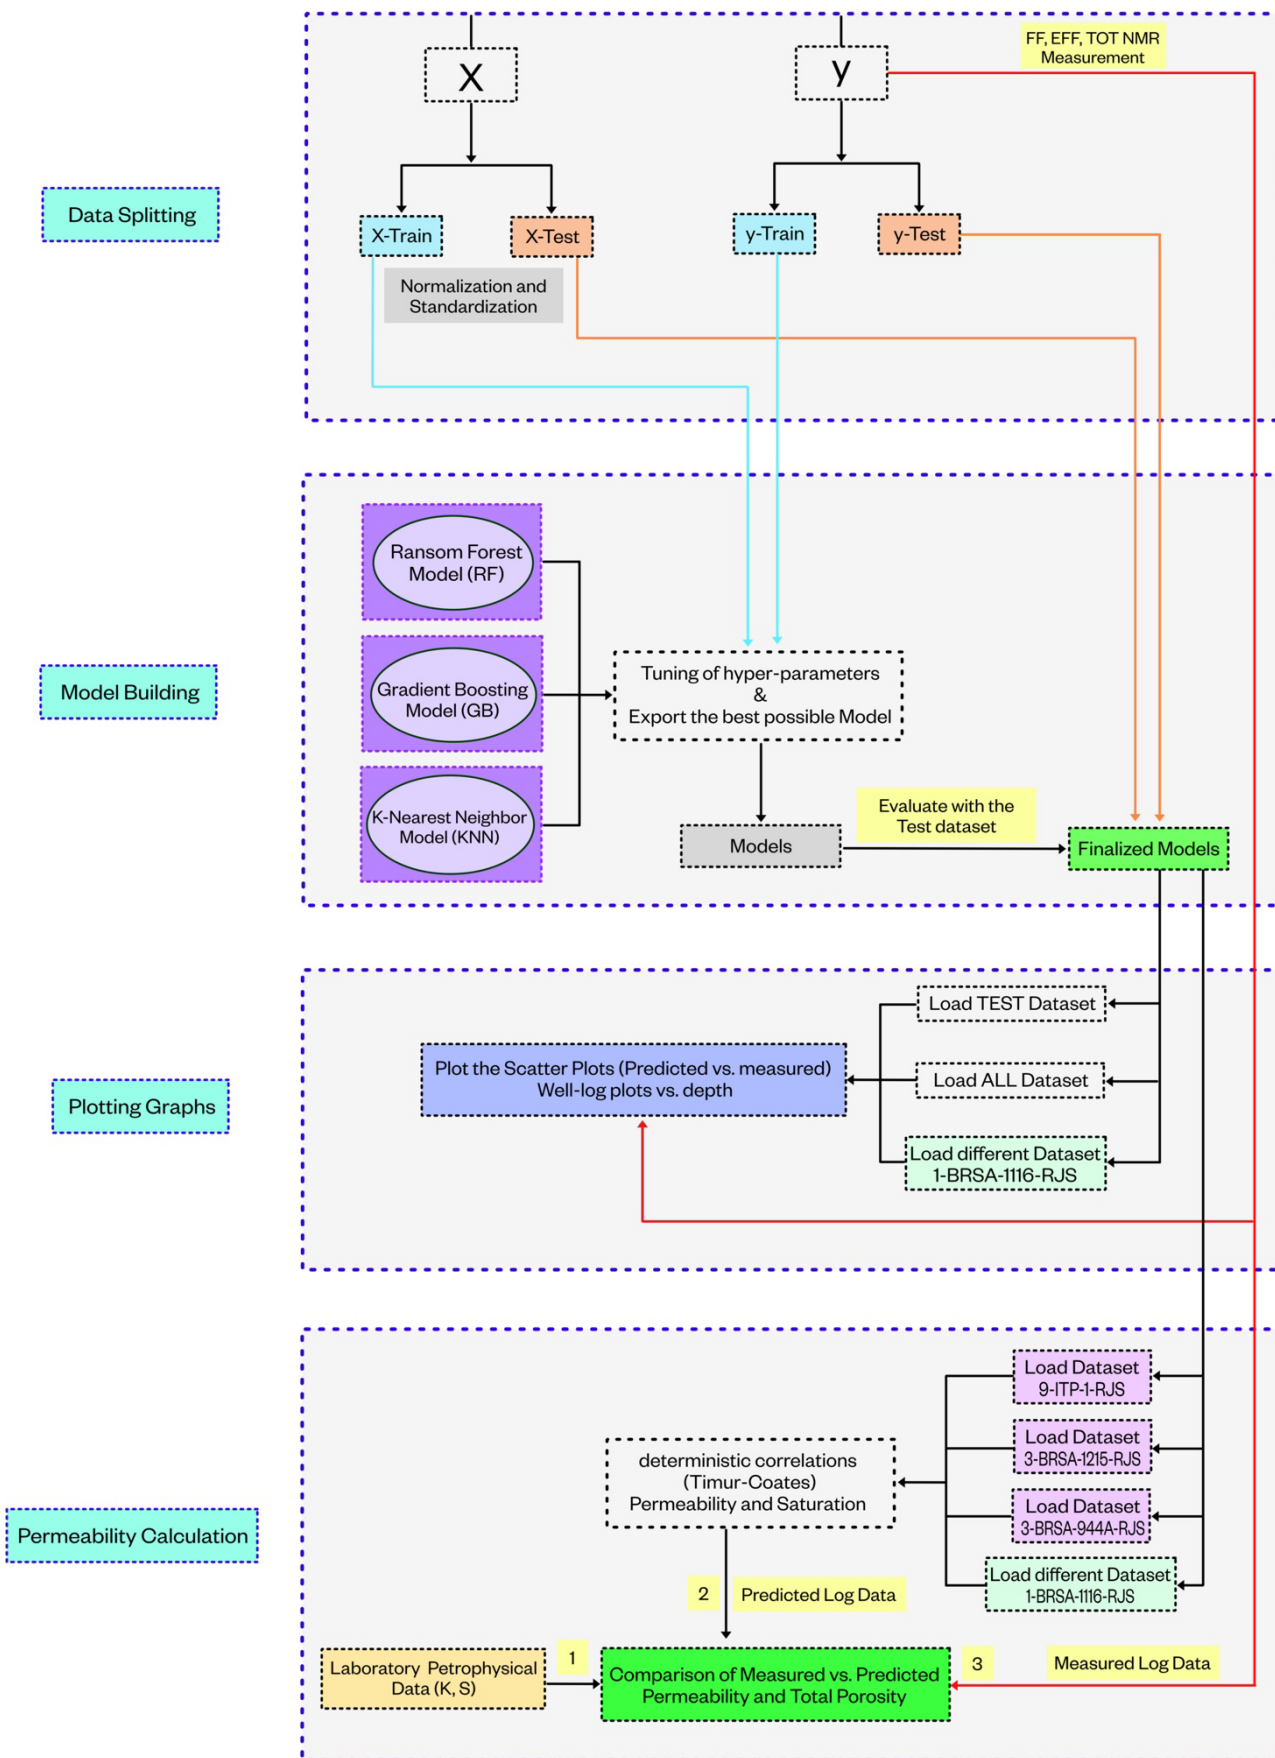 FF, EFF, TOT NMR
Measurement
X
y
Data Splitting
X-Train
X-Test
y-Train
y-Test
Normalization and
Standardization
Ransom Forest
Model (RF)
Model Building
Gradient Boosting
Model (GB)
Tuning of hyper-parameters
&
Export the best possible Model
K-Nearest Neighbor
Model (KNN)
Models
Evaluate with the
Test dataset
Finalized Models
Plotting Graphs
Load TEST Dataset
Plot the Scatter Plots (Predicted vs. measured)
Well-log plots vs. depth
Load ALL Dataset
Load different Dataset
1-BRSA-1116-RJS
Load Dataset
9-ITP-1-RJS
Load Dataset
3-BRSA-1215-RJS
Permeability Calculation
deterministic correlations
(Timur-Coates)
Permeability and Saturation
Load Dataset
3-BRSA-944A-RJS
Load different Dataset
1-BRSA-1116-RJS
2
Predicted Log Data
Laboratory Petrophysical
Data (K, S)
1
Comparison of Measured vs. Predicted
Permeability and Total Porosity
3
Measured Log Data